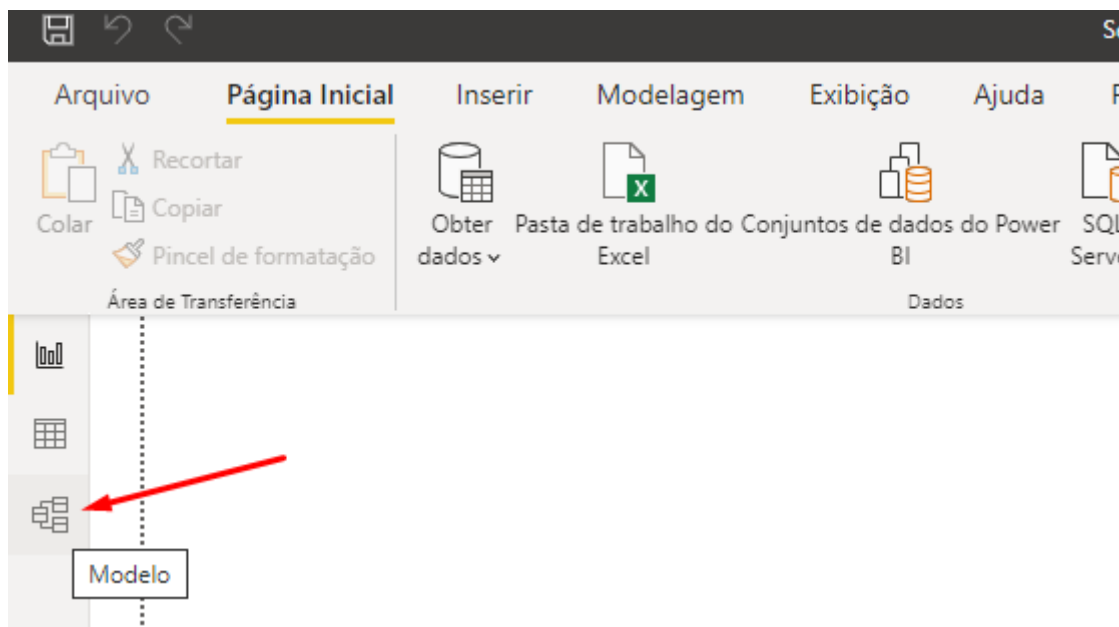 Arquivo Página Inicial Inserir Modelagem Exibição Ajuda
Recortar
Copiar
Colar
Pincel de formatação
Área de Transferência
Obter
dados
Pasta de trabalho do
Excel
Conjuntos de dados do Power
BI
Dados
Modelo